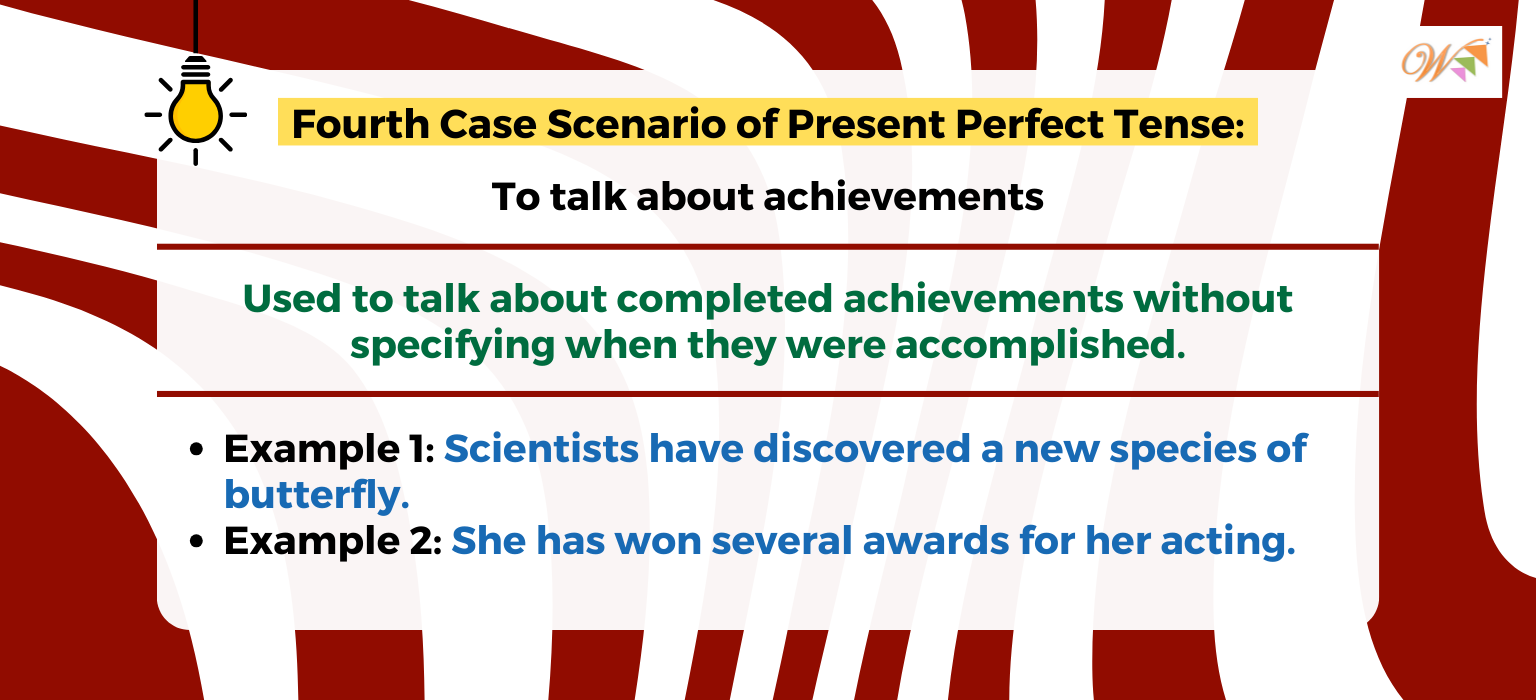 Fourth Case Scenario of Present Perfect Tense:
To talk about achievements
Used to talk about completed achievements without
specifying when they were accomplished.
• Example 1: Scientists have discovered a new species of
butterfly.
• Example 2: She has won several awards for her acting.
W